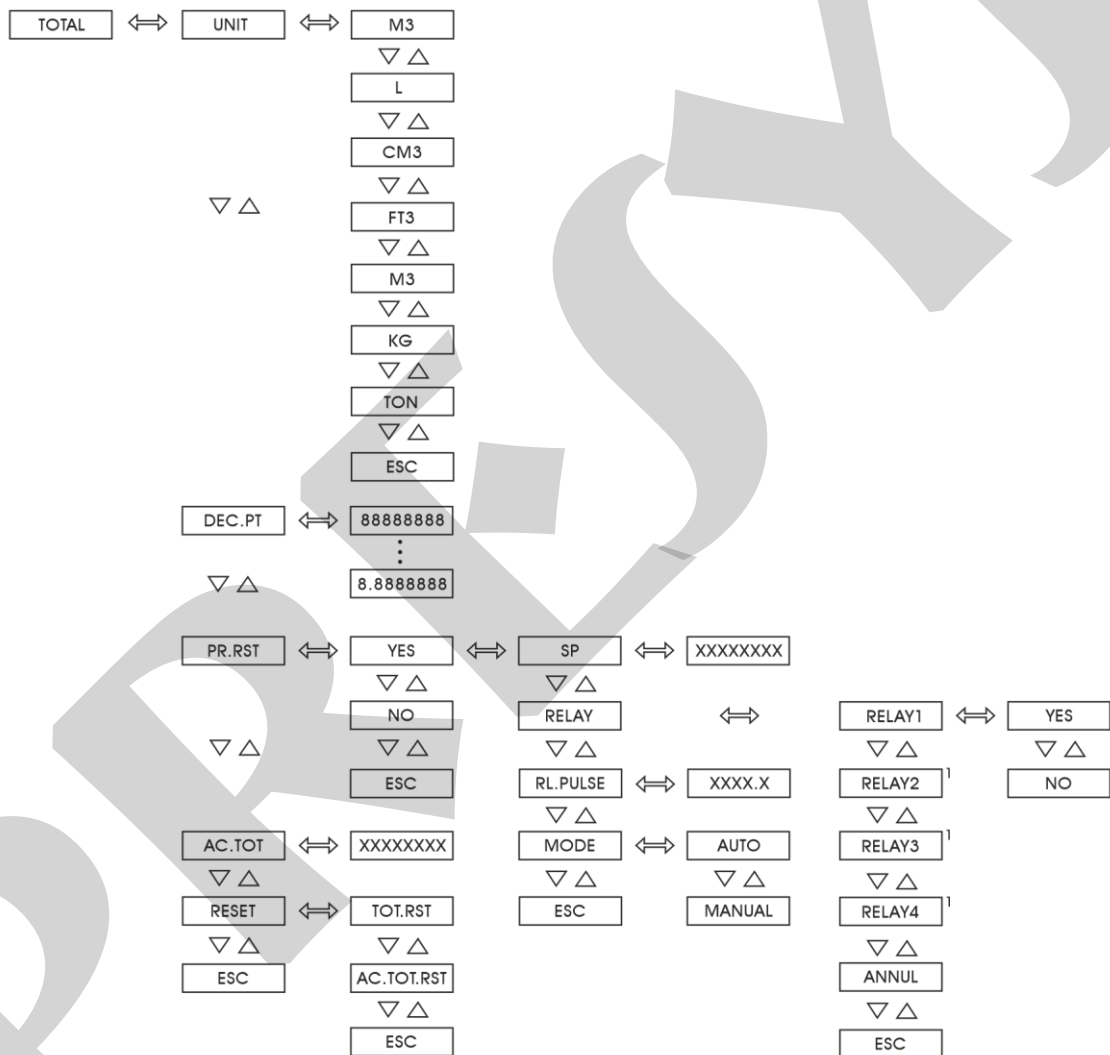 TOTAL UNIT M3
L
CM3
FT3
M3
KG
TON
ESC
DEC.PT 88888888
8.8888888
PR.RST YES SP XXXXXXXX
NO RELAY RELAY1 YES
ESC RL.PULSE XXXX.X RELAY2 1 NO
AC.TOT XXXXXXXX MODE AUTO RELAY3 1
RESET TOT.RST ESC MANUAL RELAY4 1
ESC AC.TOT.RST ANNUL
ESC ESC
PRESYS